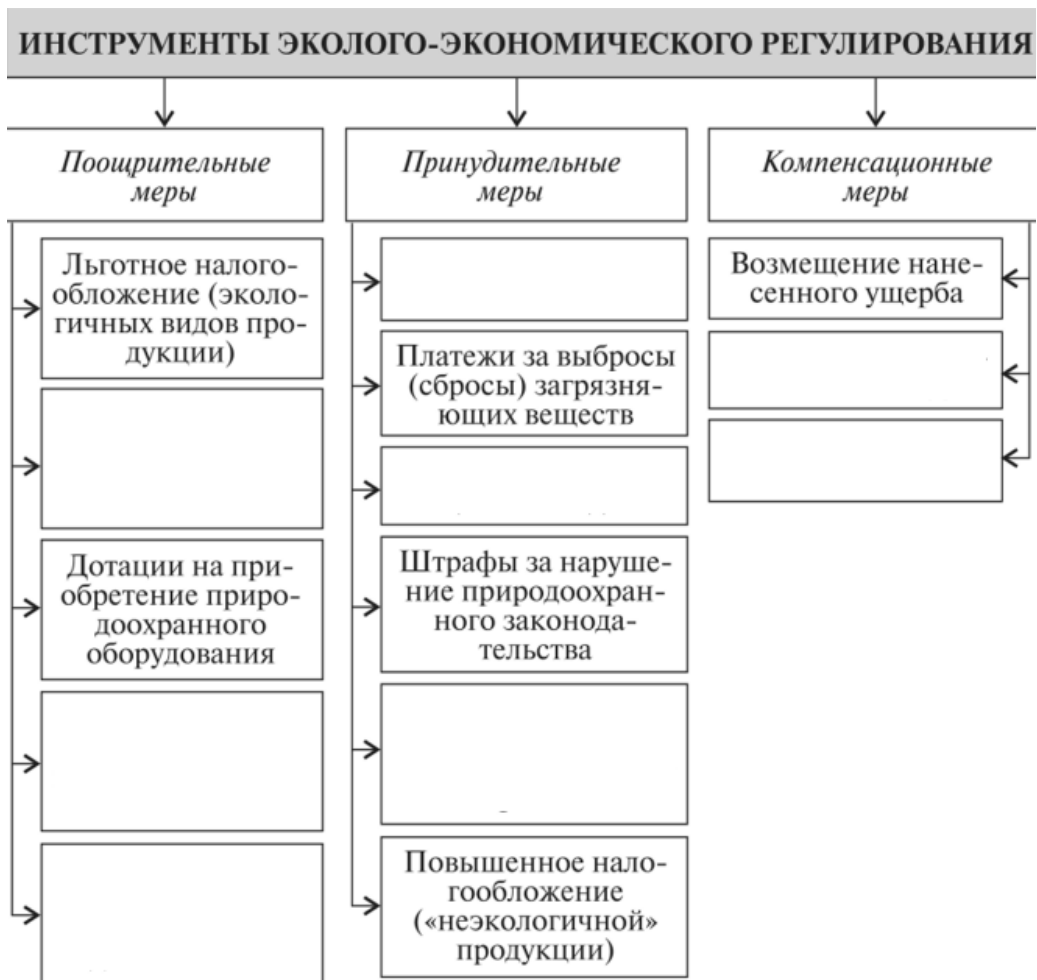 ИНСТРУМЕНТЫ ЭКОЛОГО-ЭКОНОМИЧЕСКОГО РЕГУЛИРОВАНИЯ
Поощрительные
меры
Льготное налого-
обложение (эколо-
гичных видов про-
дукции)
Дотации на при-
обретение приро-
доохранного
оборудования
Принудительные
меры
Платежи за выбросы
(сбросы) загрязня-
ющих веществ
Штрафы за наруше-
ние природоохран-
ного законода-
тельства
Повышенное нало-
гообложение
(«неэкологичной»
продукции)
Компенсационные
меры
Возмещение нане-
сенного ущерба